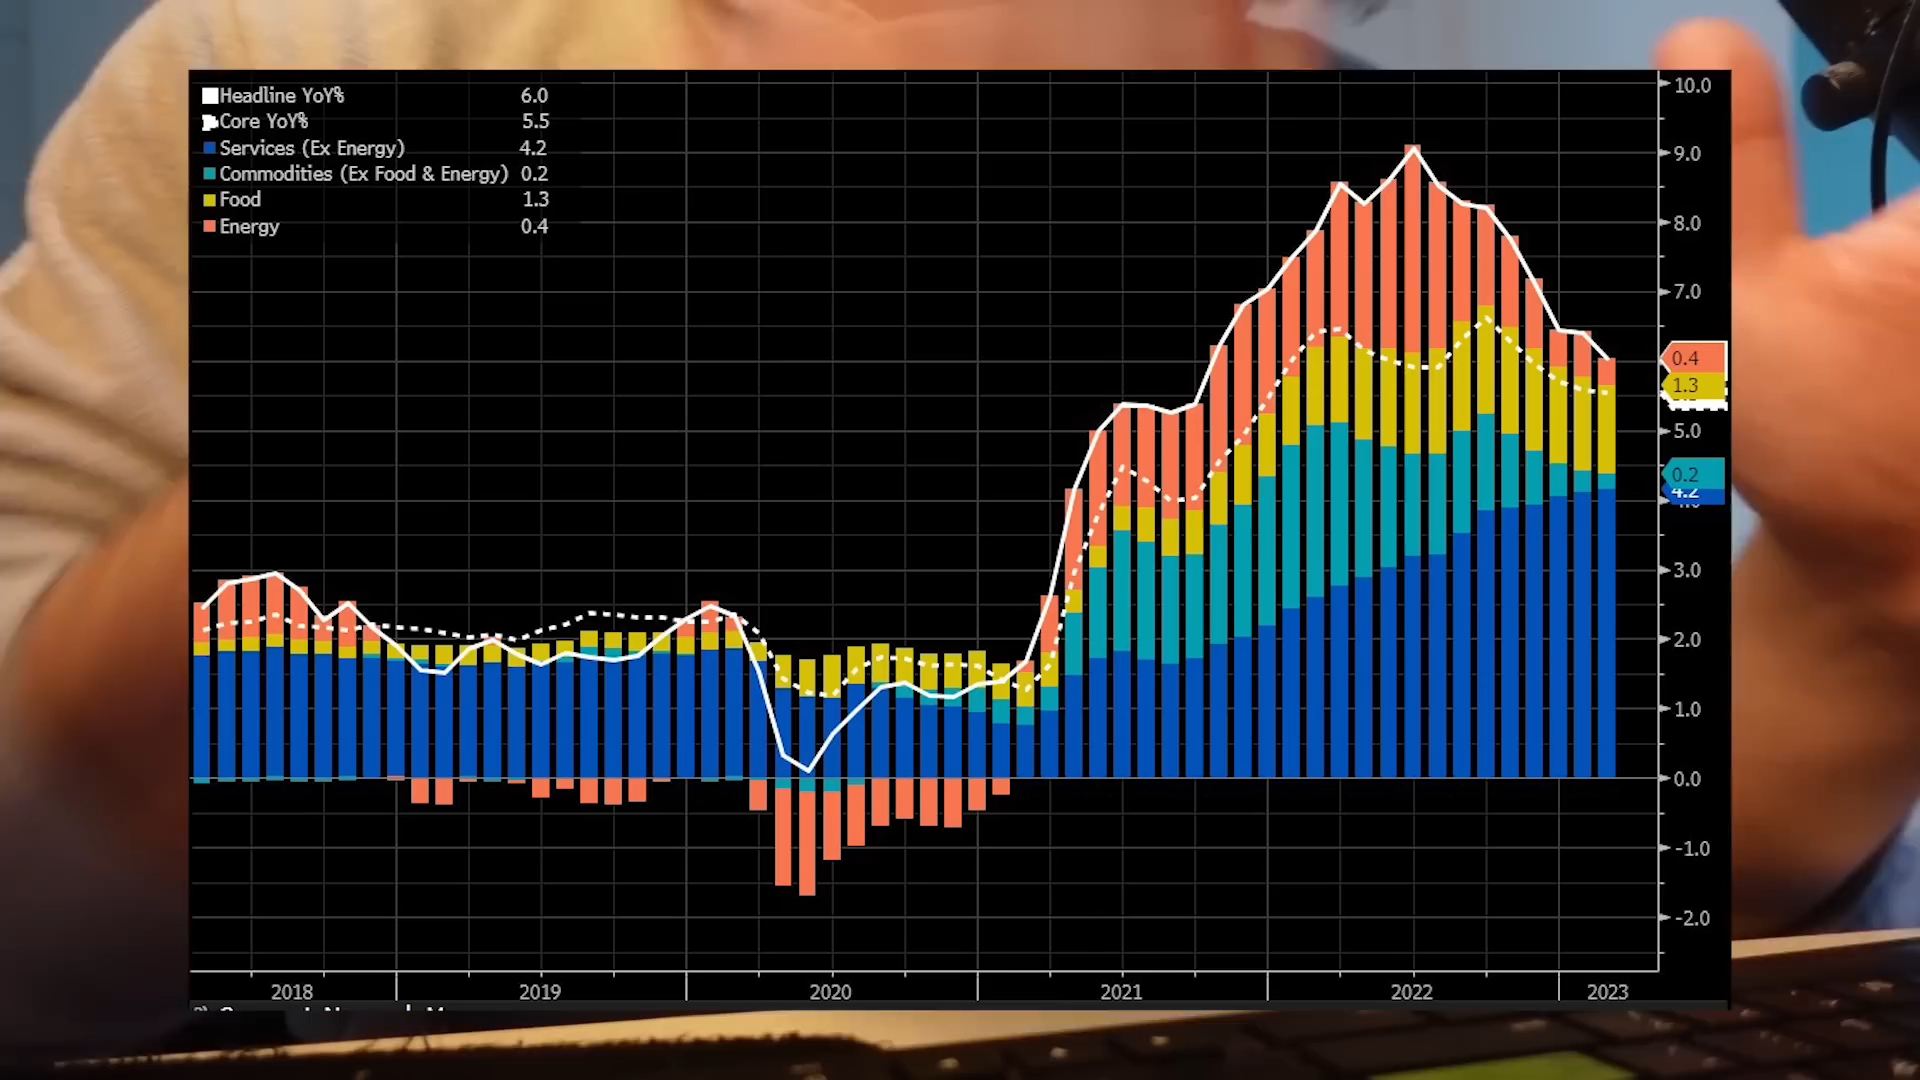 Headline YoY% 6.0
Core YoY% 5.5
Services (Ex Energy) 4.2
Commodities (Ex Food & Energy) 0.2
Food 1.3
Energy 0.4
10.0
9.0
8.0
7.0
0.4
1.3
5.0
0.2
4.2
3.0
2.0
1.0
0.0
-1.0
-2.0
2018 2019 2020 2021 2022 2023